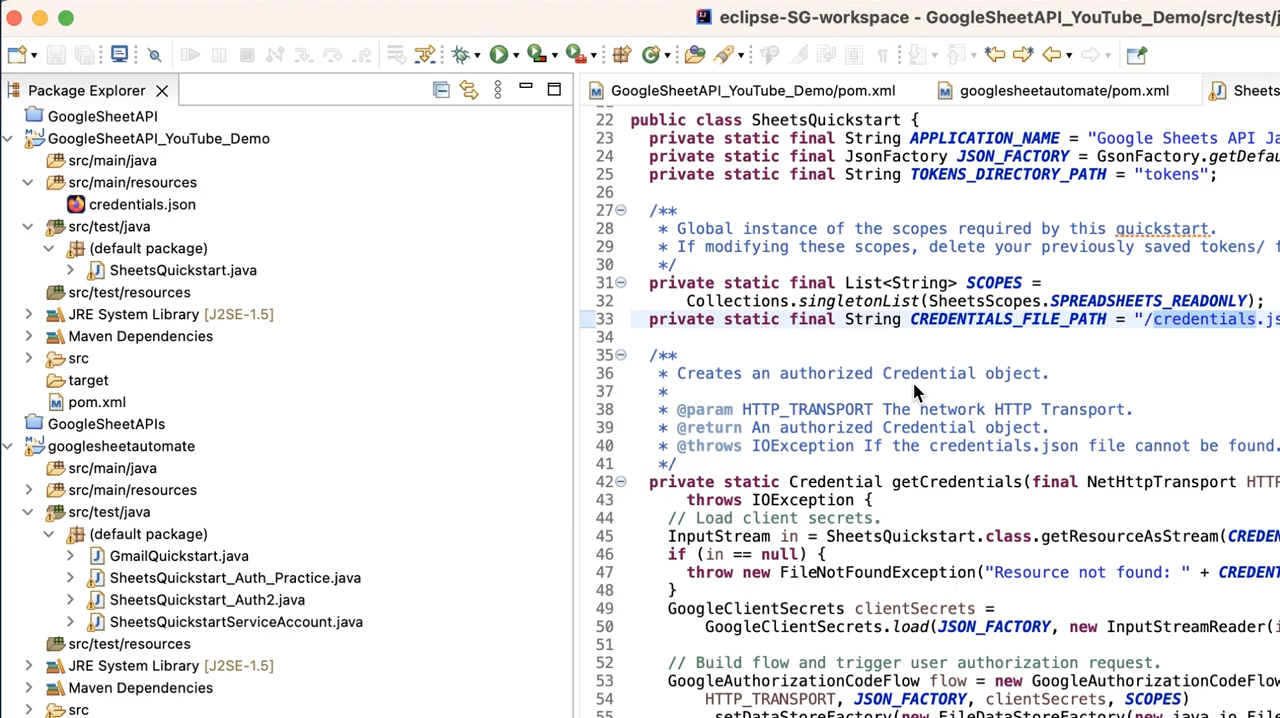 eclipse-SG-workspace - GoogleSheetAPI_YouTube_Demo/src/test/j
Package Explorer
GoogleSheetAPI
GoogleSheetAPI_YouTube_Demo
src/main/java
src/main/resources
credentials.json
src/test/java
(default package)
SheetsQuickstart.java
src/test/resources
JRE System Library [J2SE-1.5]
Maven Dependencies
src
target
pom.xml
GoogleSheetAPIs
googlesheetautomate
src/main/java
src/main/resources
src/test/java
(default package)
GmailQuickstart.java
SheetsQuickstart_Auth_Practice.java
SheetsQuickstart_Auth2.java
SheetsQuickstartServiceAccount.java
src/test/resources
JRE System Library [J2SE-1.5]
Maven Dependencies
src
GoogleSheetAPI_YouTube_Demo/pom.xml googlesheetautomate/pom.xml Sheets
22 public class SheetsQuickstart {
23 private static final String APPLICATION_NAME = "Google Sheets API Ja
24 private static final JsonFactory JSON_FACTORY = GsonFactory.getDefau
25 private static final String TOKENS_DIRECTORY_PATH = "tokens";
26
27 /**
28 * Global instance of the scopes required by this quickstart.
29 * If modifying these scopes, delete your previously saved tokens/ f
30 */
31 private static final List<String> SCOPES =
32 Collections.singletonList(SheetsScopes.SPREADSHEETS_READONLY);
33 private static final String CREDENTIALS_FILE_PATH = "/credentials.js
34
35 /**
36 * Creates an authorized Credential object.
37 *
38 * @param HTTP_TRANSPORT The network HTTP Transport.
39 * @return An authorized Credential object.
40 * @throws IOException If the credentials.json file cannot be found.
41 */
42 private static Credential getCredentials(final NetHttpTransport HTTP
43 throws IOException {
44 // Load client secrets.
45 InputStream in = SheetsQuickstart.class.getResourceAsStream(CREDEN
46 if (in == null) {
47 throw new FileNotFoundException("Resource not found: " + CREDENT
48 }
49 GoogleClientSecrets clientSecrets =
50 GoogleClientSecrets.load(JSON_FACTORY, new InputStreamReader(i
51
52 // Build flow and trigger user authorization request.
53 GoogleAuthorizationCodeFlow flow = new GoogleAuthorizationCodeFlow
54 HTTP_TRANSPORT, JSON_FACTORY, clientSecrets, SCOPES)
55 .setDataStoreFactory(new FileDataStoreFactory(new java.io.File